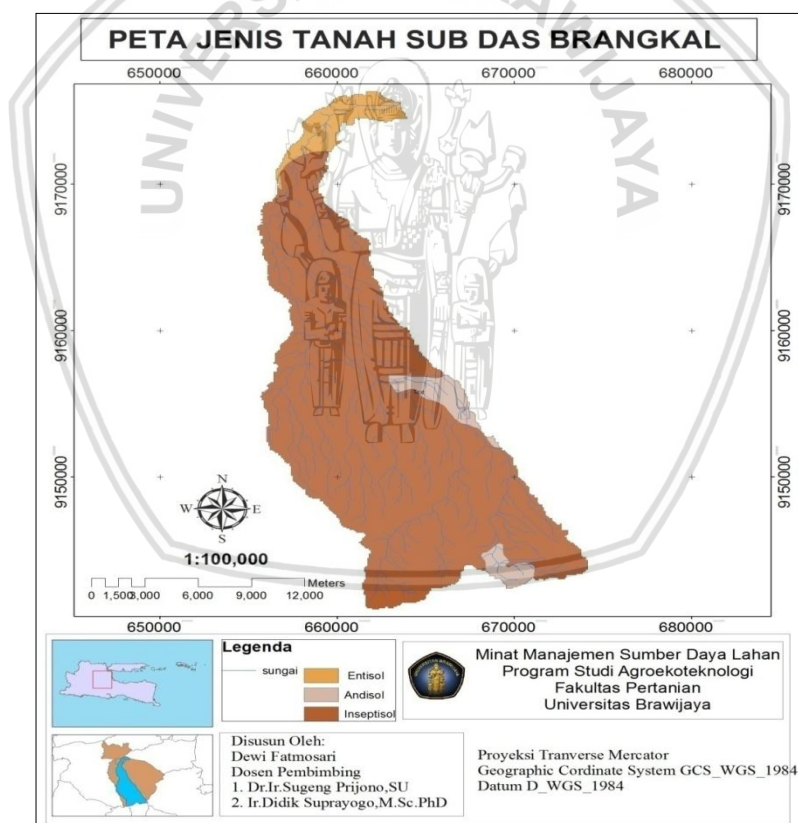 PETA JENIS TANAH SUB DAS BRANGKAL
UNIVERSITAS BRAWIJAYA
650000 660000 670000 680000
9170000 9170000
9160000 9160000
9150000 9150000
N
W E
S
1:100,000
Meters
0 1,500 3,000 6,000 9,000 12,000
650000 660000 670000 680000
Legenda
sungai
Entisol
Andisol
Inseptisol
Minat Manajemen Sumber Daya Lahan
Program Studi Agroekoteknologi
Fakultas Pertanian
Universitas Brawijaya
Disusun Oleh:
Dewi Fatmosari
Dosen Pembimbing
1. Dr.Ir.Sugeng Prijono,SU
2. Ir.Didik Suprayogo,M.Sc.PhD
Proyeksi Tranverse Mercator
Geographic Cordinate System GCS_WGS_1984
Datum D_WGS_1984